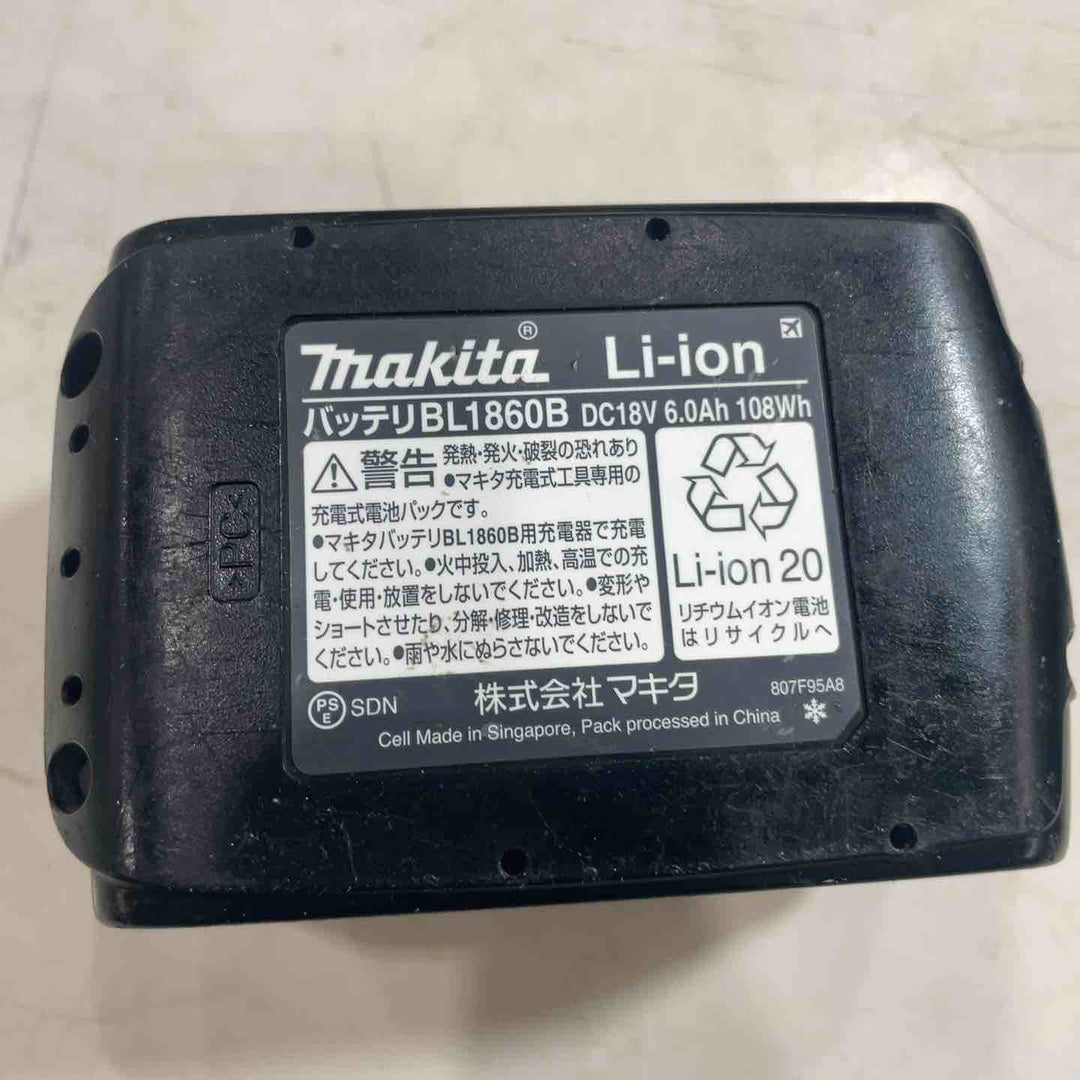 makita® Li-ion
バッテリBL1860B DC18V 6.0Ah 108Wh
警告 発熱・発火・破裂の恐れあり
●マキタ充電式工具専用の
充電式電池パックです。
●マキタバッテリBL1860B用充電器で充電
してください。●火中投入、加熱、高温での充
電・使用・放置をしないでください。●変形や
ショートさせたり、分解・修理・改造をしないで
ください。●雨や水にぬらさないでください。
Li-ion 20
リチウムイオン電池
はリサイクルへ
PSE SDN 株式会社 マキタ 807F95A8
Cell Made in Singapore, Pack processed in China
>PC<